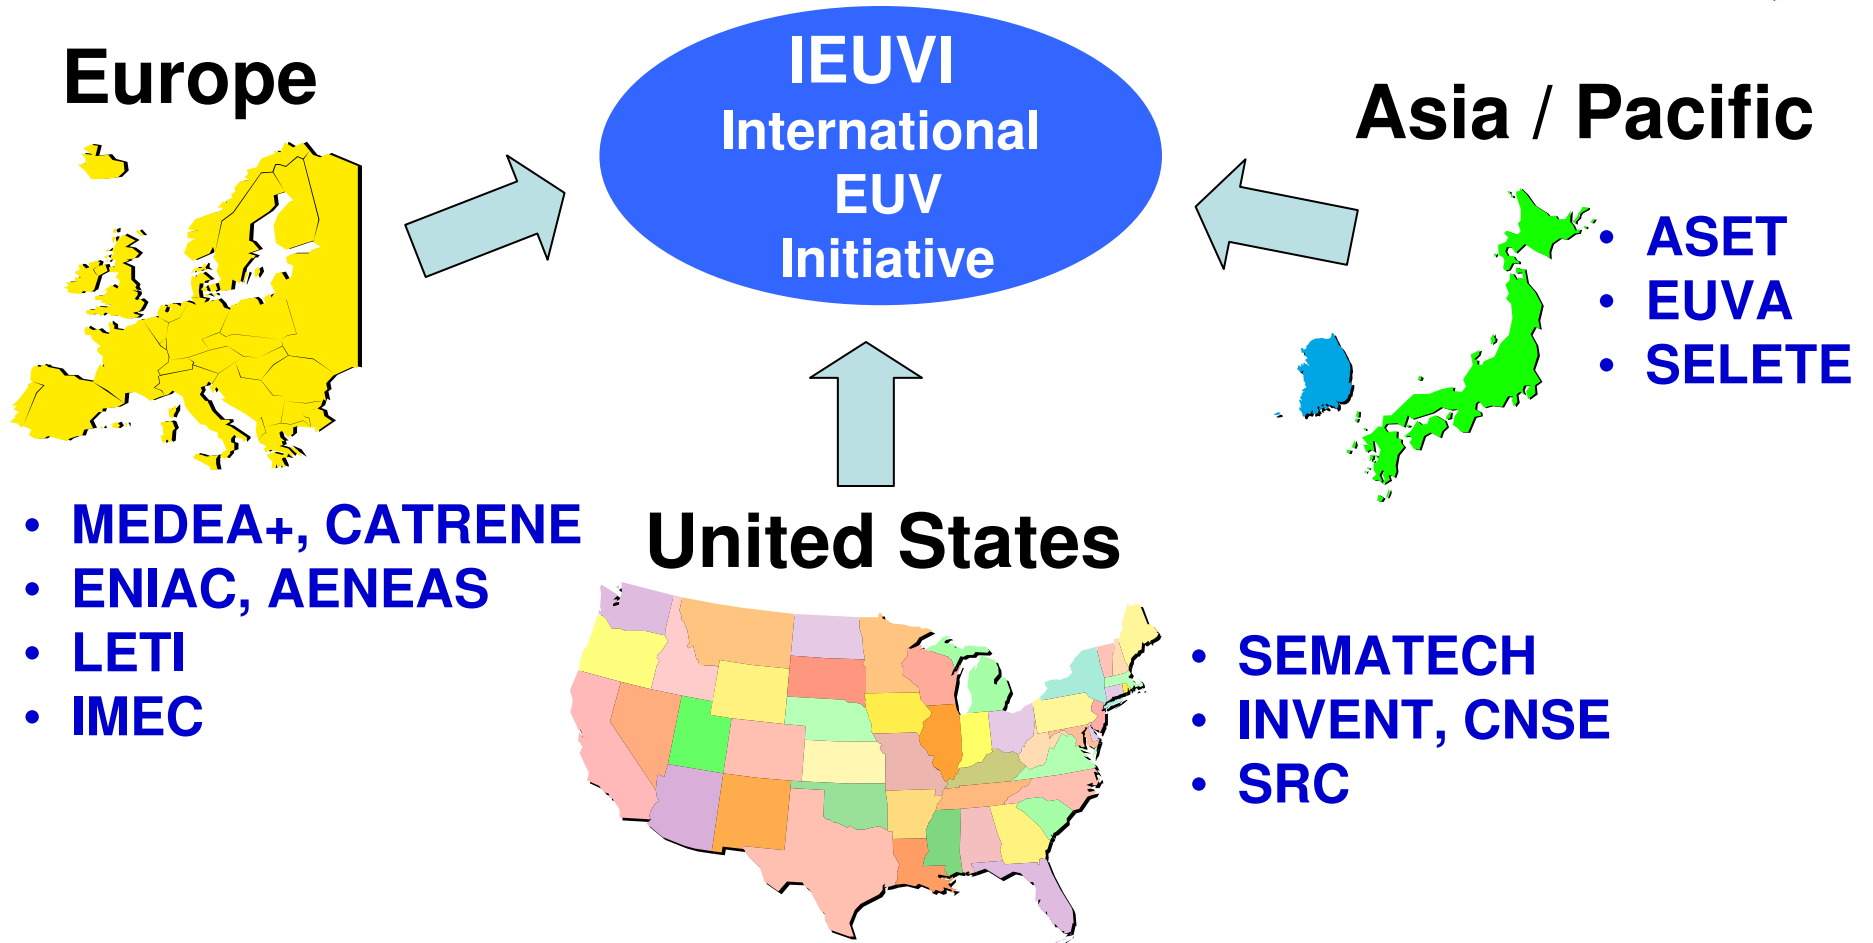 Europe
IEUVI
International
EUV
Initiative
Asia / Pacific
• ASET
• EUVA
• SELETE
• MEDEA+, CATRENE
• ENIAC, AENEAS
• LETI
• IMEC
United States
• SEMATECH
• INVENT, CNSE
• SRC